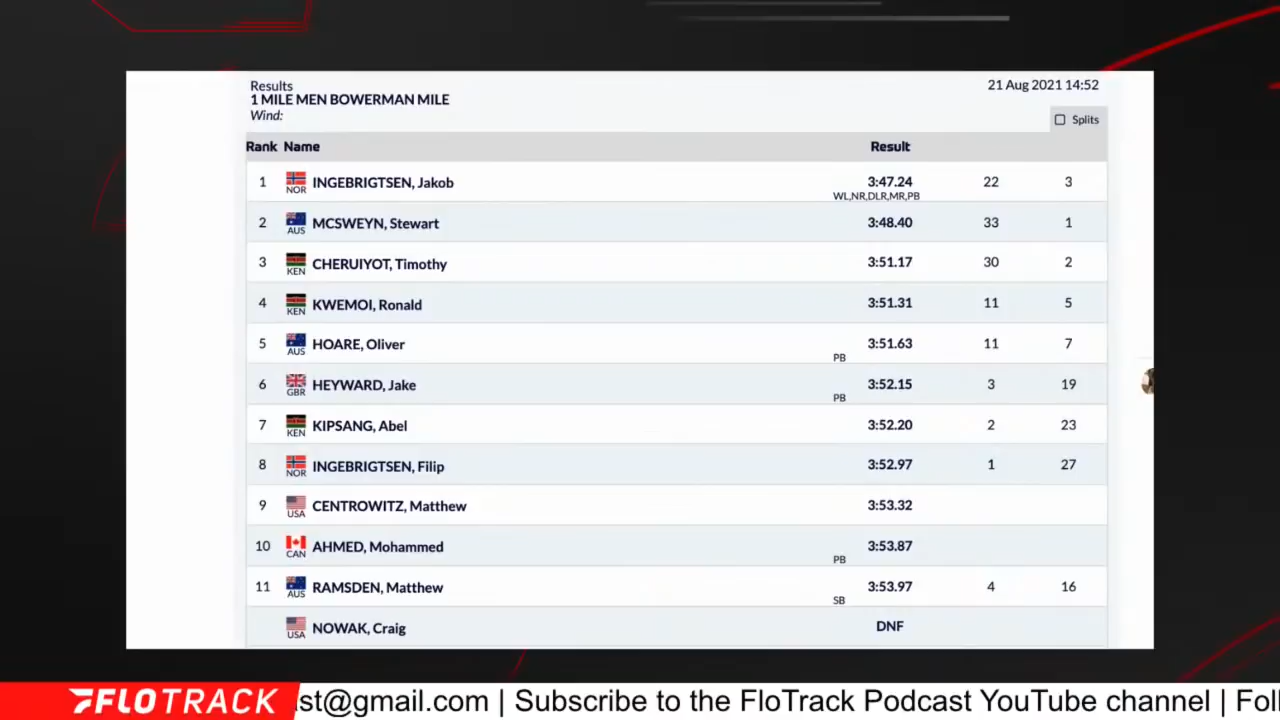 Results
21 Aug 2021 14:52
1 MILE MEN BOWERMAN MILE
Wind:
Splits
Rank Name Result
1 NOR INGEBRIGTSEN, Jakob 3:47.24 22 3
WL,NR,DLR,MR,PB
2 AUS MCSWEYN, Stewart 3:48.40 33 1
3 KEN CHERUIYOT, Timothy 3:51.17 30 2
4 KEN KWEMOI, Ronald 3:51.31 11 5
5 AUS HOARE, Oliver 3:51.63 11 7
PB
6 GBR HEYWARD, Jake 3:52.15 3 19
PB
7 KEN KIPSANG, Abel 3:52.20 2 23
8 NOR INGEBRIGTSEN, Filip 3:52.97 1 27
9 USA CENTROWITZ, Matthew 3:53.32
10 CAN AHMED, Mohammed 3:53.87
PB
11 AUS RAMSDEN, Matthew 3:53.97 4 16
SB
USA NOWAK, Craig DNF
FLOTRACK st@gmail.com | Subscribe to the FloTrack Podcast YouTube channel | Foll